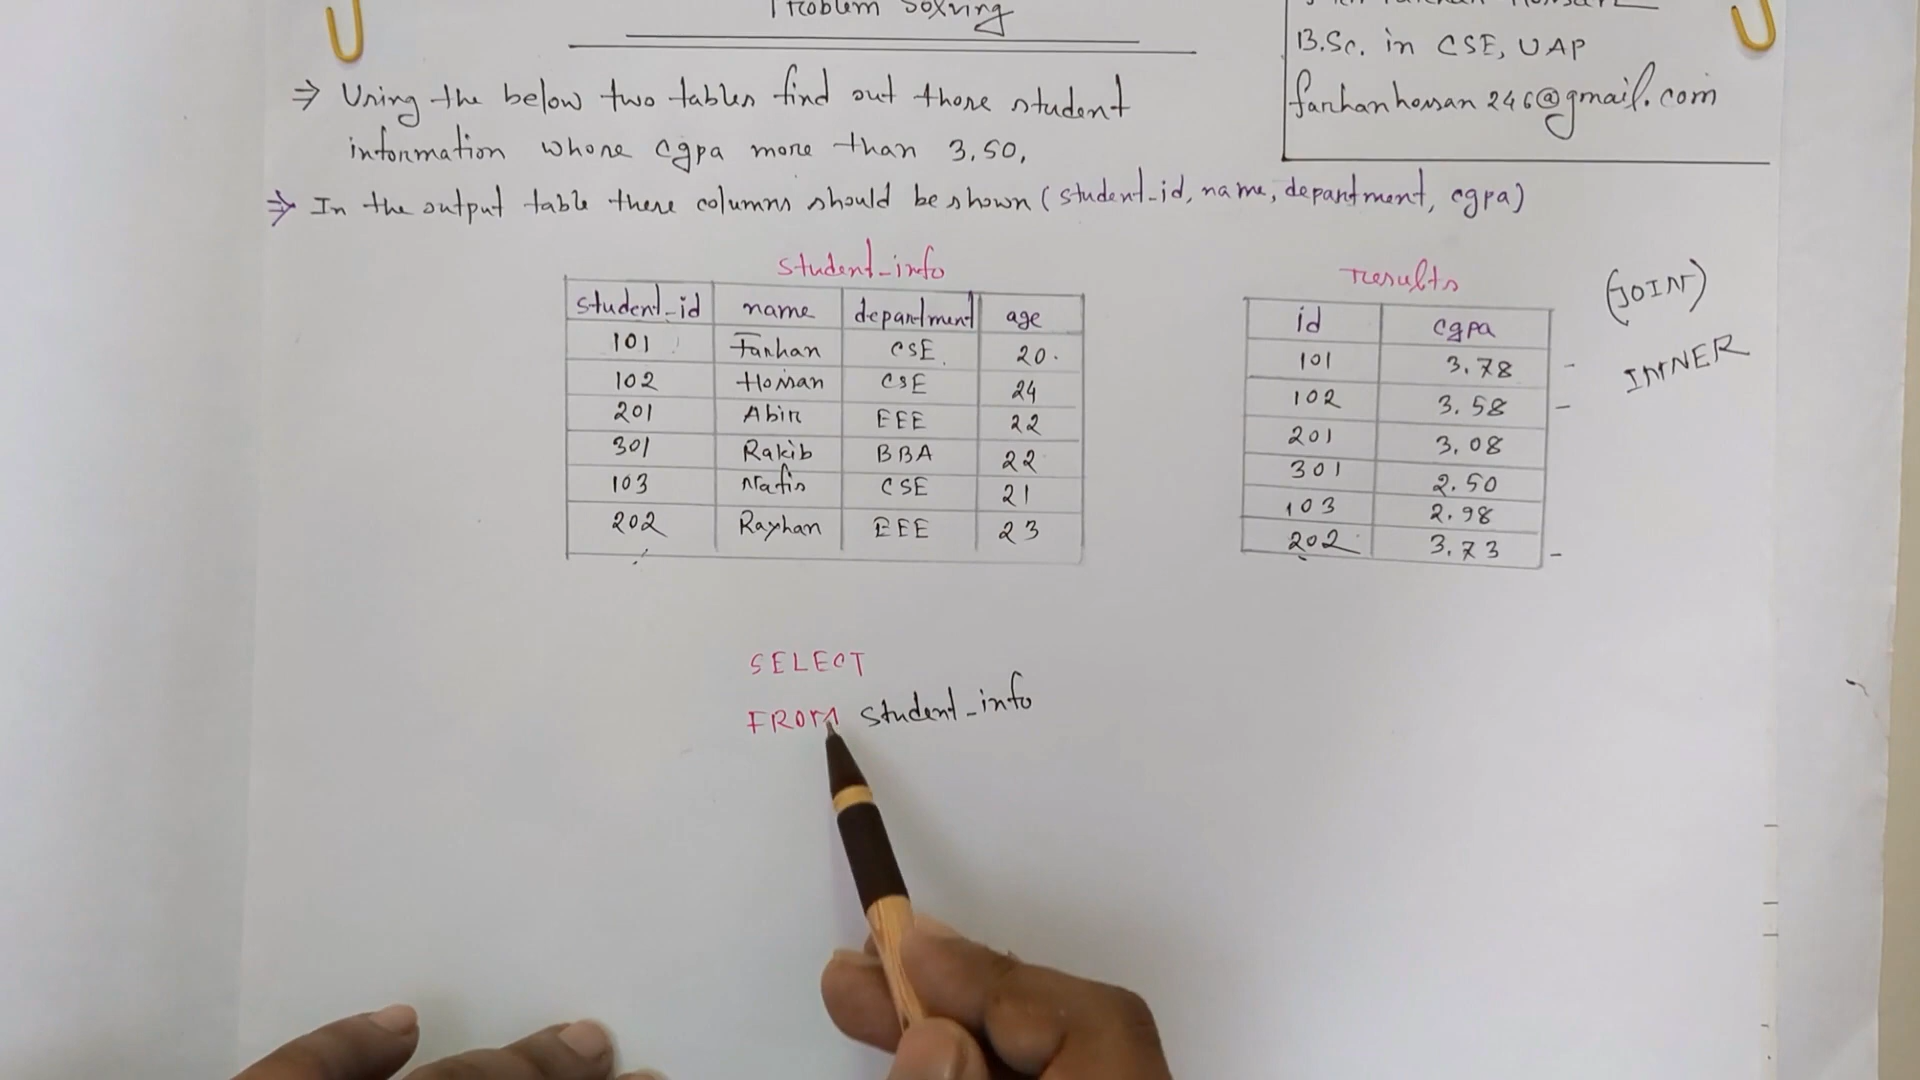 Problem Solving
B.Sc. in CSE, UAP
farhanhossan246@gmail.com
⇒ Using the below two tables find out those student
information whose cgpa more than 3.50,
⇒ In the output table these columns should be shown (student_id, name, department, cgpa)
student_info
student_id name department age
101 Farhan CSE 20
102 Hossan CSE 24
201 Abir EEE 22
301 Rakib BBA 22
103 Nafis CSE 21
202 Rayhan EEE 23
results
id cgpa
101 3.78
102 3.58
201 3.08
301 2.50
103 2.98
202 3.73
(JOIN)
INNER
SELECT
FROM student_info